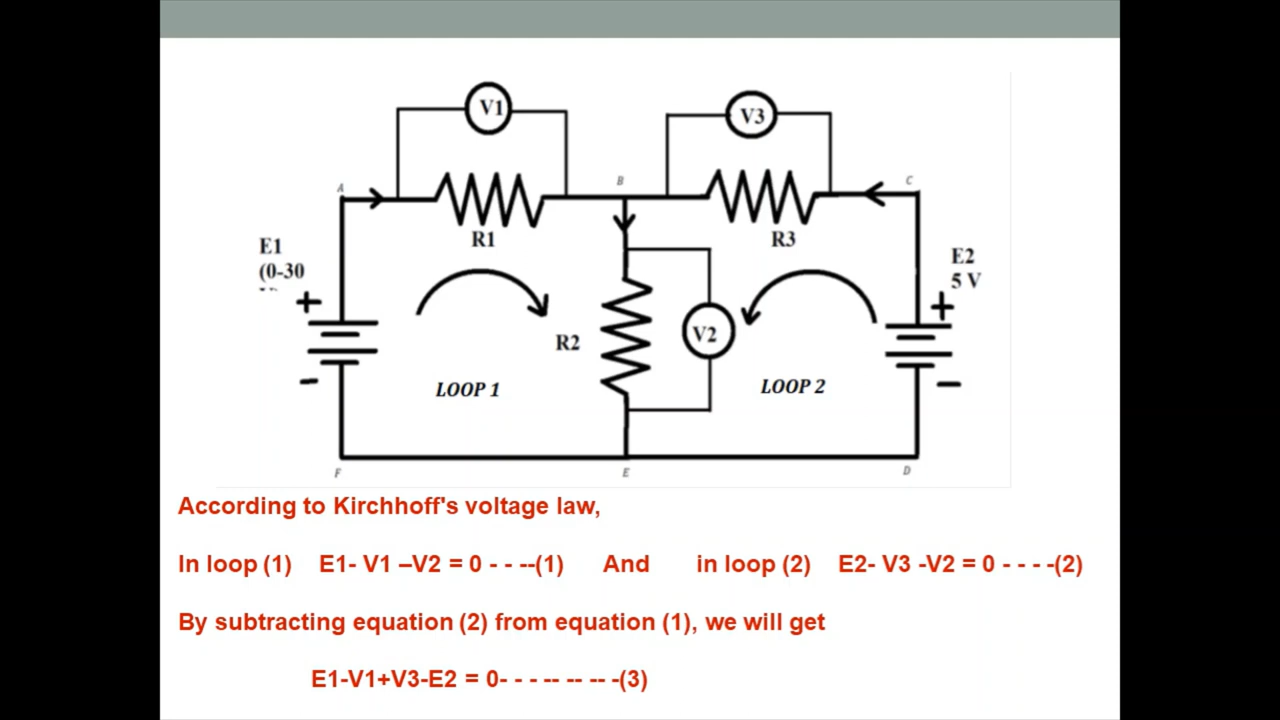 V1
V3
A
B
C
R1
R3
E1
(0-30
E2
5 V
+
+
R2
V2
-
-
LOOP 1
LOOP 2
F
E
D
According to Kirchhoff's voltage law,
In loop (1) E1- V1 –V2 = 0 - - --(1) And in loop (2) E2- V3 -V2 = 0 - - - -(2)
By subtracting equation (2) from equation (1), we will get
E1-V1+V3-E2 = 0- - - -- -- -- -(3)